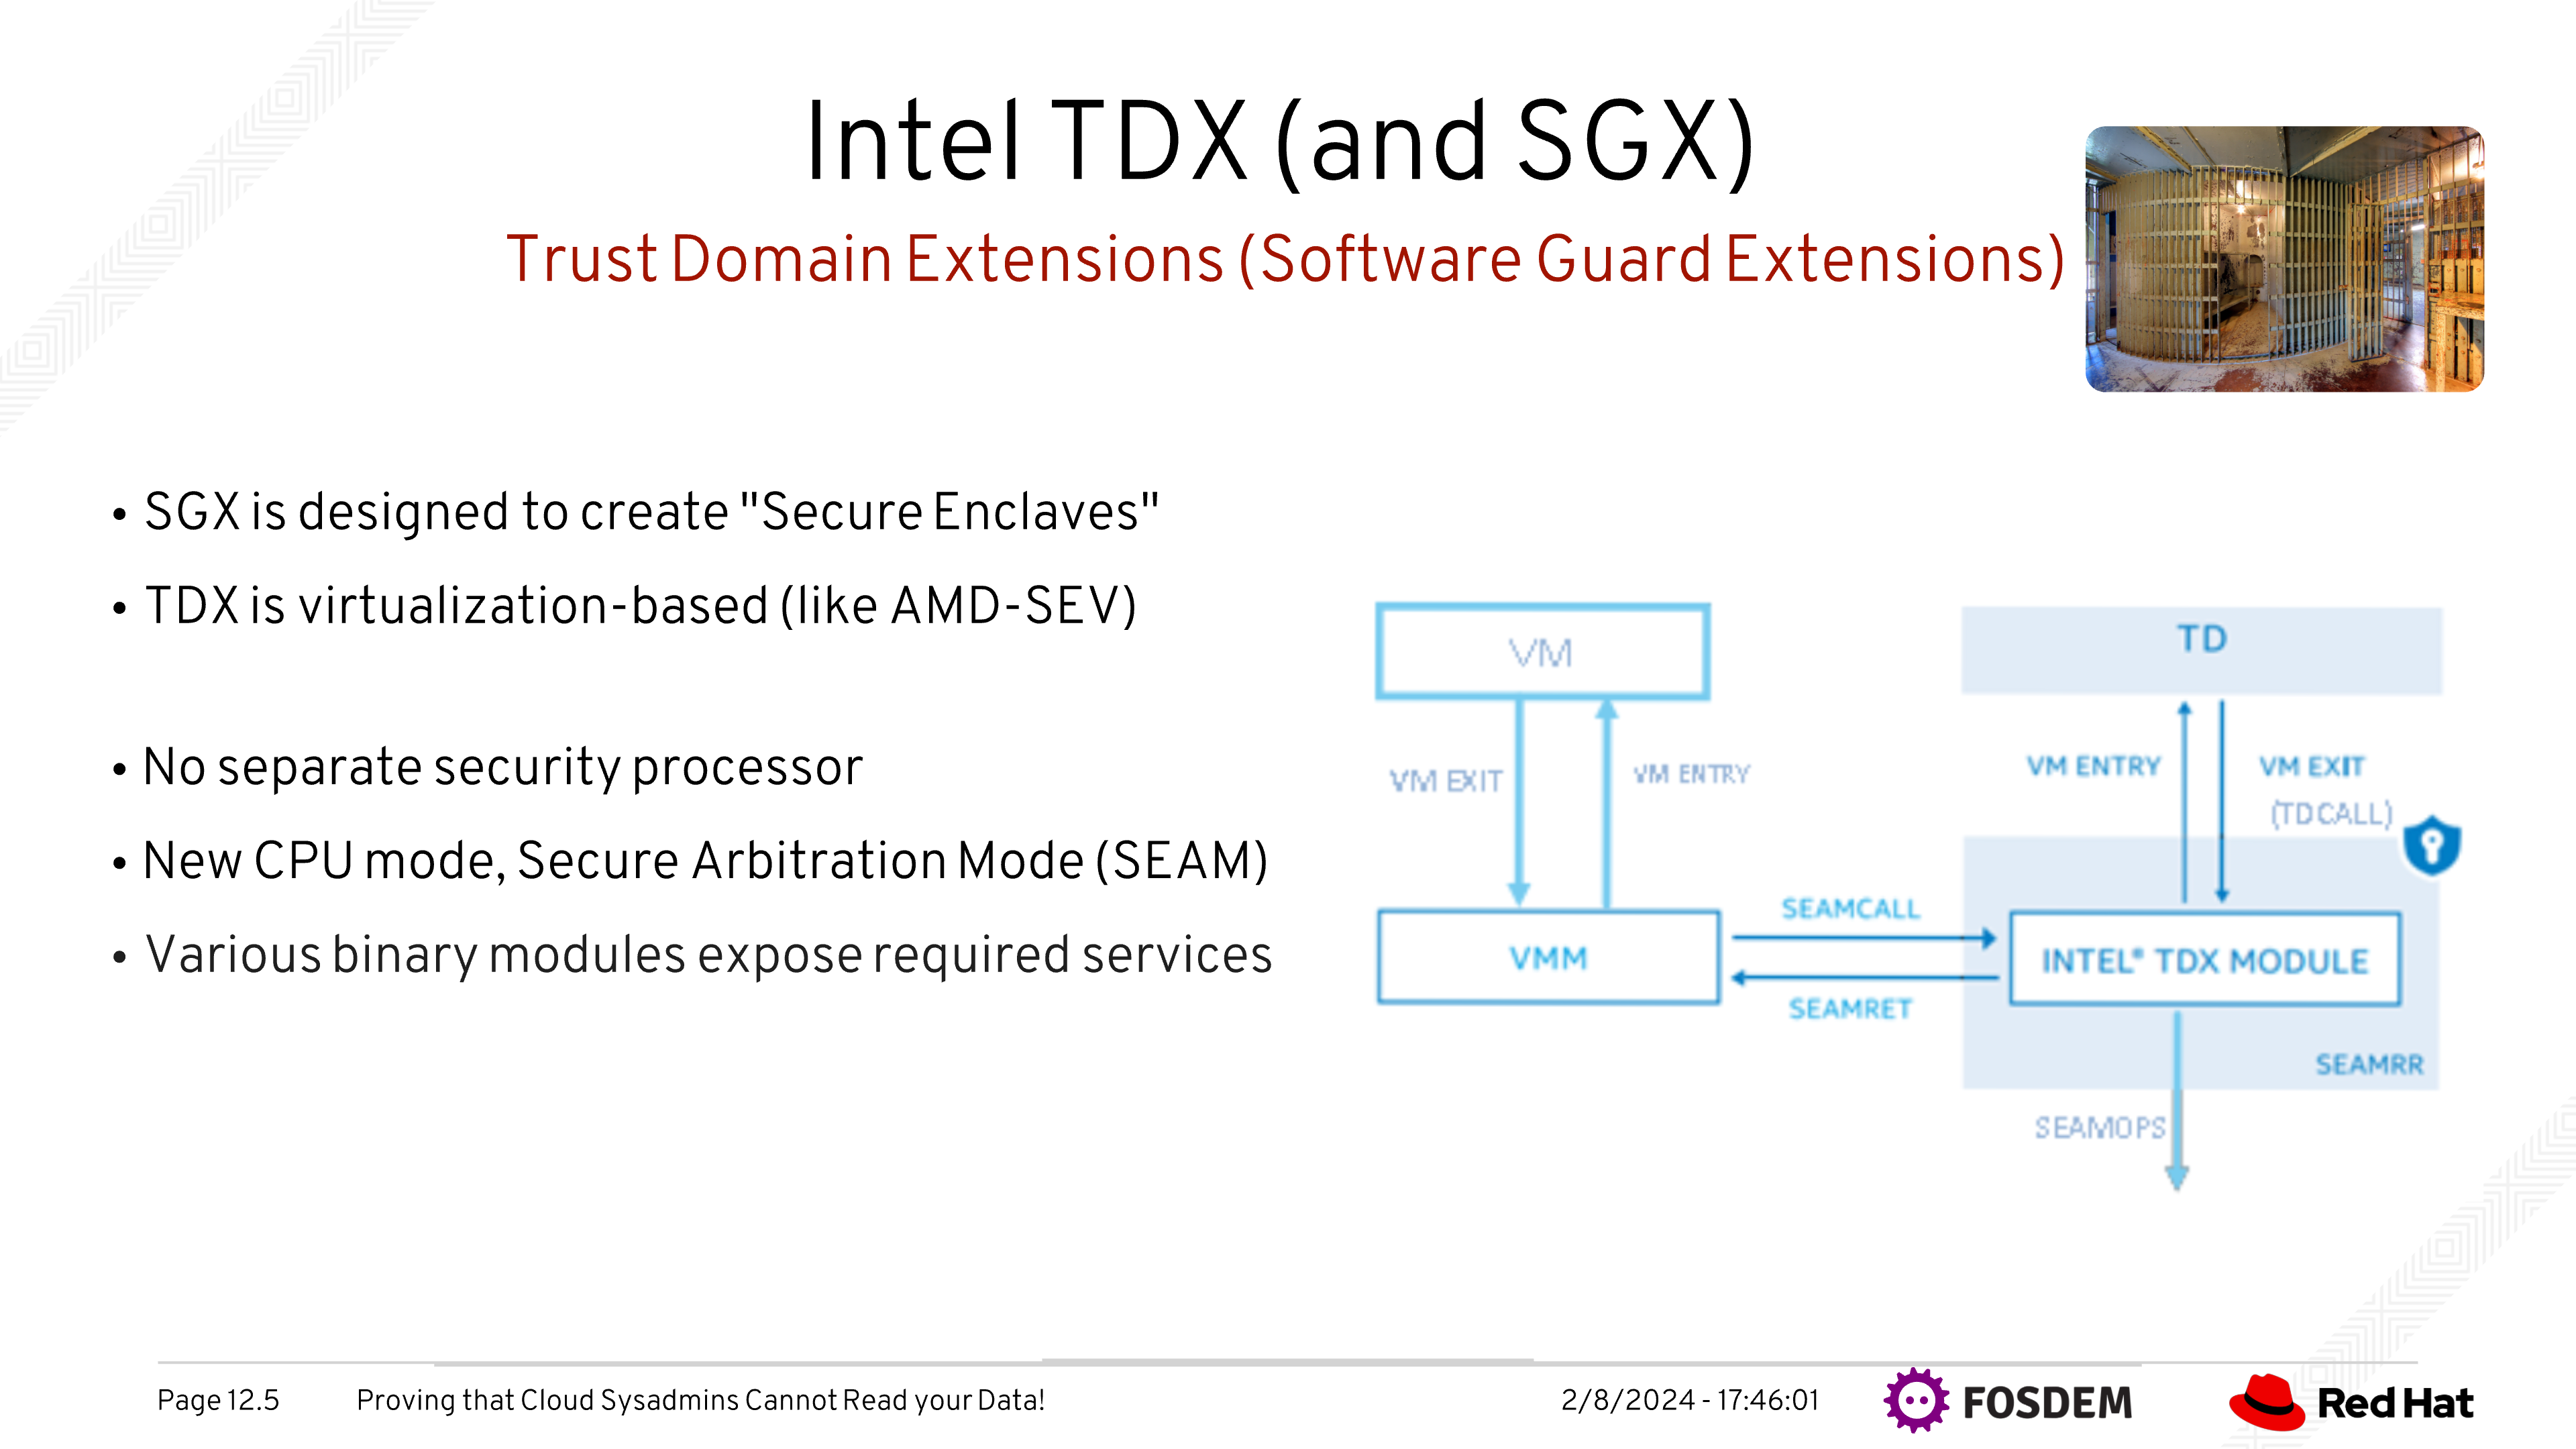 Intel TDX (and SGX)
Trust Domain Extensions (Software Guard Extensions)
• SGX is designed to create "Secure Enclaves"
• TDX is virtualization-based (like AMD-SEV)
• No separate security processor
• New CPU mode, Secure Arbitration Mode (SEAM)
• Various binary modules expose required services
VM
TD
VM EXIT
VM ENTRY
VM ENTRY
VM EXIT
(TDCALL)
SEAMCALL
VMM
INTEL® TDX MODULE
SEAMRET
SEAMRR
SEAMOPS
Page 12.5
Proving that Cloud Sysadmins Cannot Read your Data!
2/8/2024 - 17:46:01
FOSDEM
Red Hat